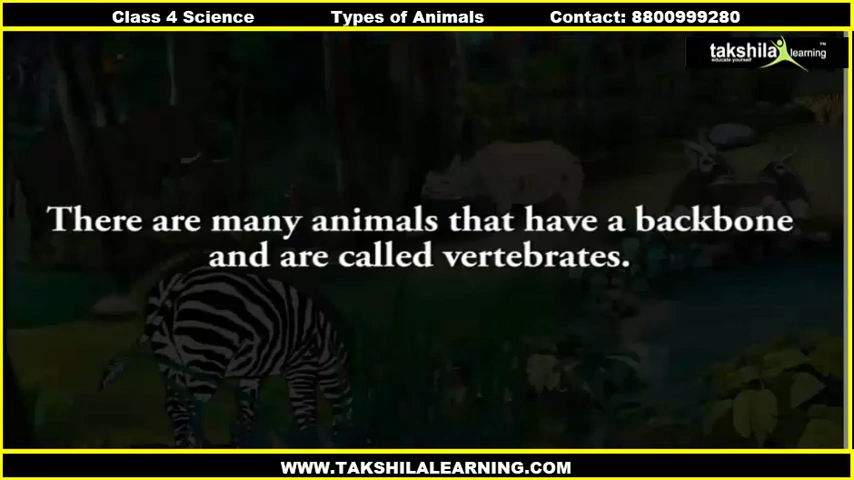 Class 4 Science Types of Animals Contact: 8800999280
takshila learning ™
educate yourself
There are many animals that have a backbone
and are called vertebrates.
WWW.TAKSHILALEARNING.COM